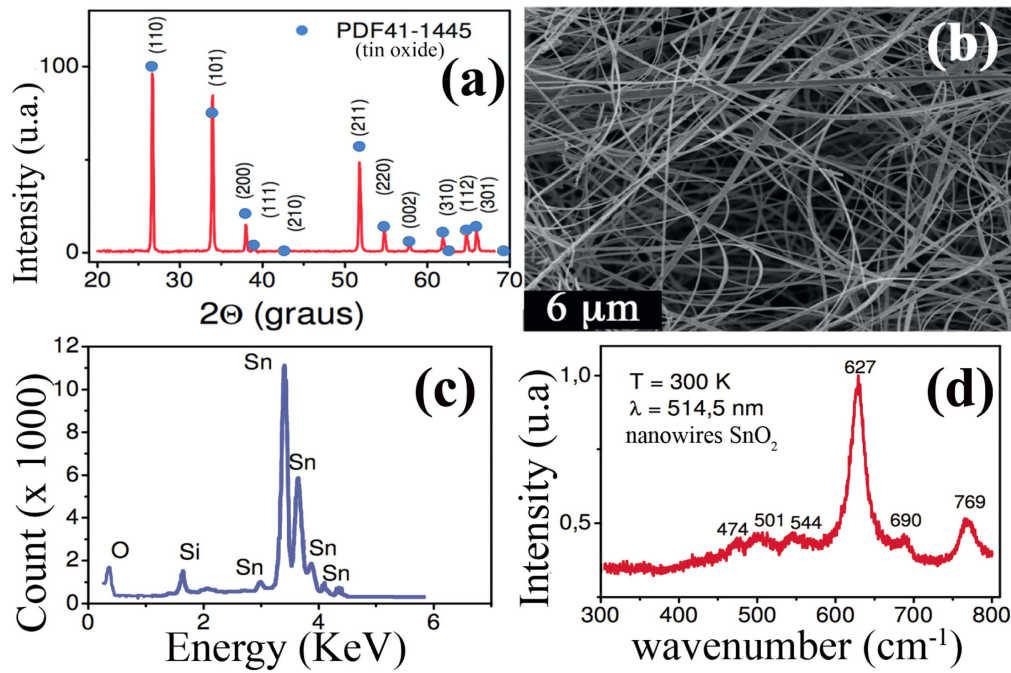 PDF41-1445
(tin oxide)
(a)
(110)
(101)
(200)
(111)
(210)
(211)
(220)
(002)
(310)
(112)
(301)
100
0
20 30 40 50 60 70
Intensity (u.a.)
2Θ (graus)
(b)
6 μm
(c)
12
10
8
6
4
2
0
0 2 4 6
O
Si
Sn
Sn
Sn
Sn
Sn
Count (x 1000)
Energy (KeV)
(d)
T = 300 K
λ = 514,5 nm
nanowires SnO₂
1,0
0,5
474
501
544
627
690
769
300 400 500 600 700 800
Intensity (u.a)
wavenumber (cm⁻¹)